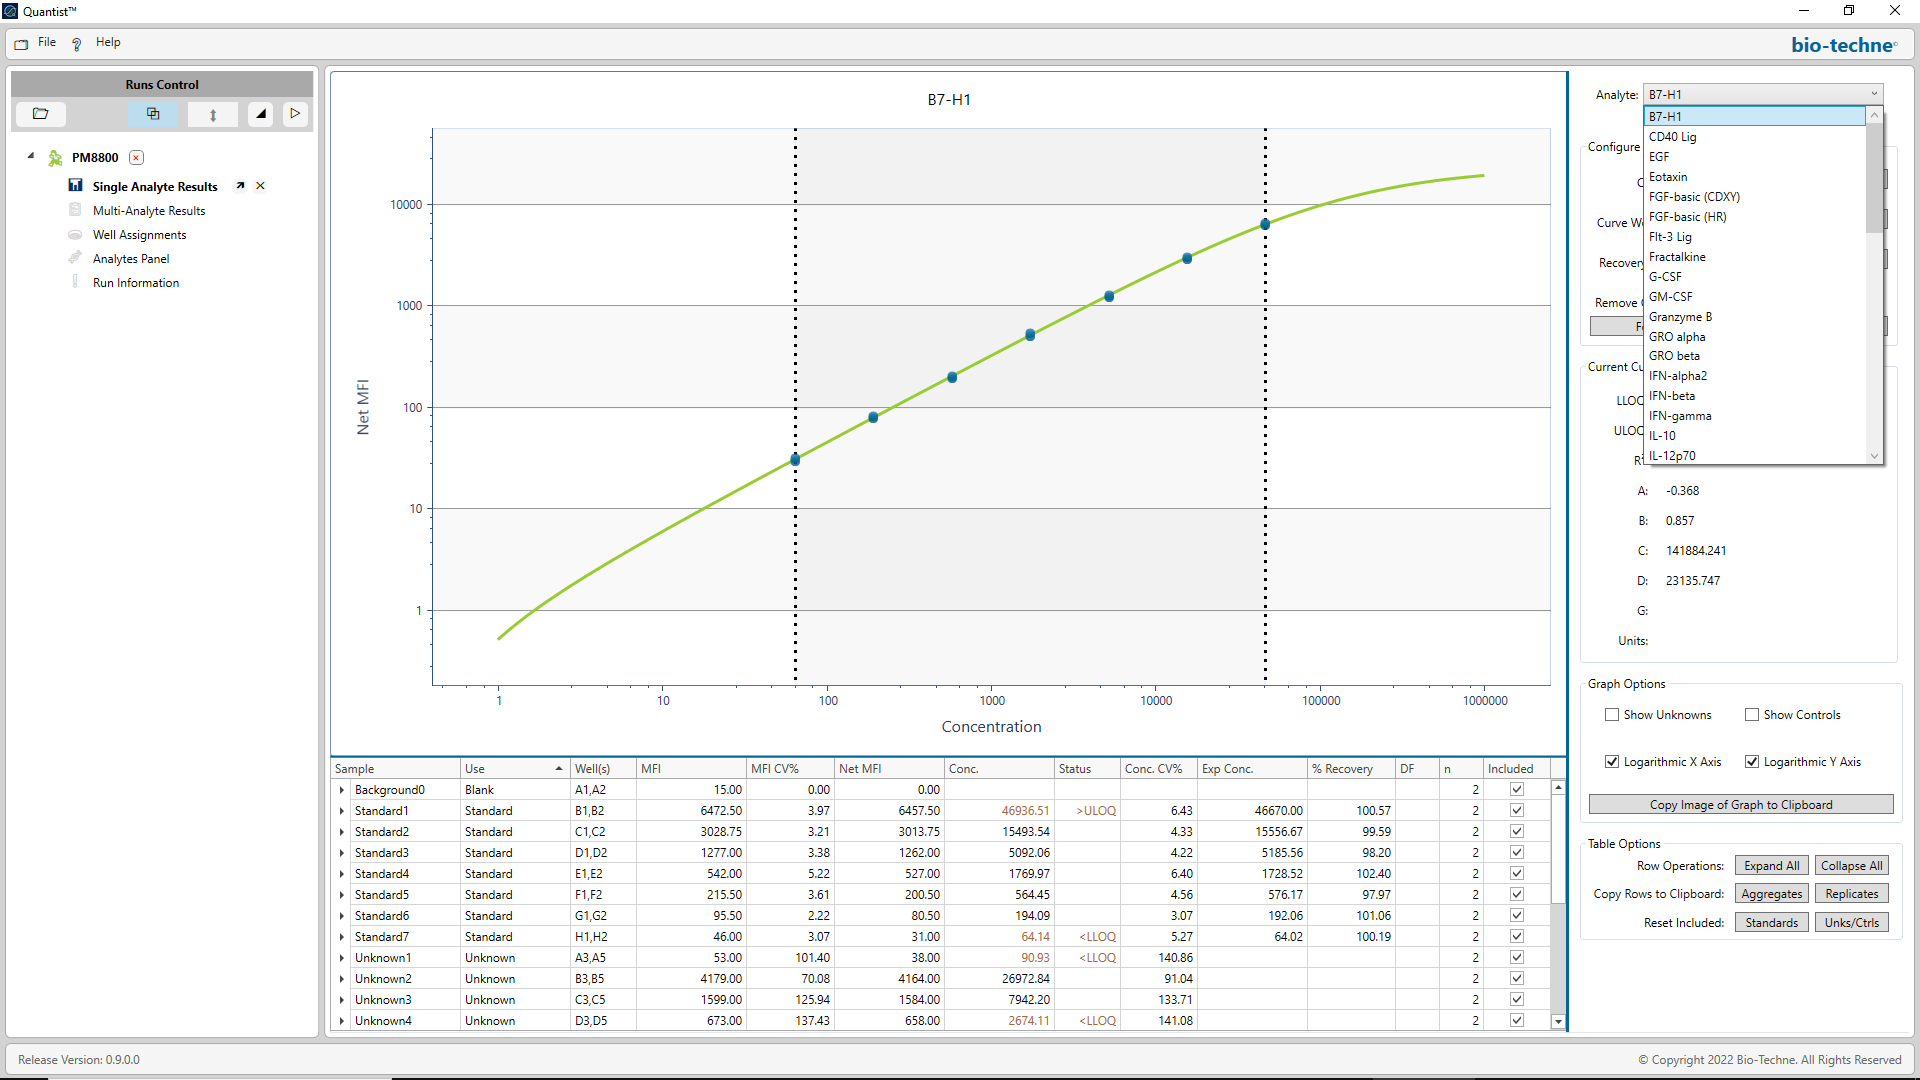 Quantist™
File  Help
bio-techne
Runs Control
PM8800
Single Analyte Results
Multi-Analyte Results
Well Assignments
Analytes Panel
Run Information
B7-H1
10000
1000
100
10
1
Net MFI
1 10 100 1000 10000 100000 1000000
Concentration
Analyte: B7-H1
B7-H1
CD40 Lig
EGF
Eotaxin
FGF-basic (CDXY)
FGF-basic (HR)
Flt-3 Lig
Fractalkine
G-CSF
GM-CSF
Granzyme B
GRO alpha
GRO beta
IFN-alpha2
IFN-beta
IFN-gamma
IL-10
IL-12p70
Configure
Recovery
Remove
LLOQ
ULOQ
A: -0.368
B: 0.857
C: 141884.241
D: 23135.747
G:
Units:
Graph Options
Show Unknowns Show Controls
Logarithmic X Axis Logarithmic Y Axis
Copy Image of Graph to Clipboard
Table Options
Row Operations: Expand All Collapse All
Copy Rows to Clipboard: Aggregates Replicates
Reset Included: Standards Unks/Ctrls
Sample Use Well(s) MFI MFI CV% Net MFI Conc. Status Conc. CV% Exp Conc. % Recovery DF n Included
Background0 Blank A1,A2 15.00 0.00 0.00 2
Standard1 Standard B1,B2 6472.50 3.97 6457.50 46936.51 >ULOQ 6.43 46670.00 100.57 2
Standard2 Standard C1,C2 3028.75 3.21 3013.75 15493.54 4.33 15556.67 99.59 2
Standard3 Standard D1,D2 1277.00 3.38 1262.00 5092.06 4.22 5185.56 98.20 2
Standard4 Standard E1,E2 542.00 5.22 527.00 1769.97 6.40 1728.52 102.40 2
Standard5 Standard F1,F2 215.50 3.61 200.50 564.45 4.56 576.17 97.97 2
Standard6 Standard G1,G2 95.50 2.22 80.50 194.09 3.07 192.06 101.06 2
Standard7 Standard H1,H2 46.00 3.07 31.00 64.14 <LLOQ 5.27 64.02 100.19 2
Unknown1 Unknown A3,A5 53.00 101.40 38.00 90.93 <LLOQ 140.86 2
Unknown2 Unknown B3,B5 4179.00 70.08 4164.00 26972.84 91.04 2
Unknown3 Unknown C3,C5 1599.00 125.94 1584.00 7942.20 133.71 2
Unknown4 Unknown D3,D5 673.00 137.43 658.00 2674.11 <LLOQ 141.08 2
Release Version: 0.9.0.0
© Copyright 2022 Bio-Techne. All Rights Reserved